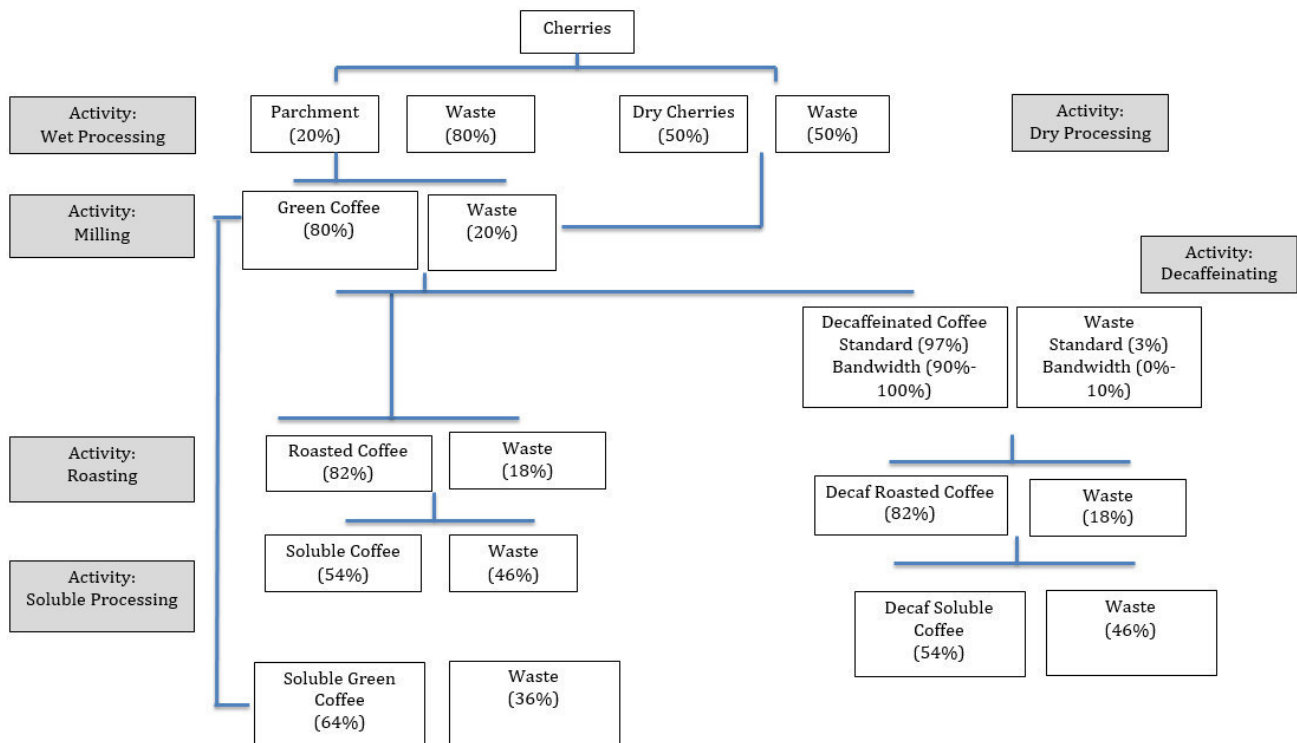 Cherries
Activity:
Wet Processing
Parchment
(20%)
Waste
(80%)
Dry Cherries
(50%)
Waste
(50%)
Activity:
Dry Processing
Activity:
Milling
Green Coffee
(80%)
Waste
(20%)
Activity:
Decaffeinating
Decaffeinated Coffee
Standard (97%)
Bandwidth (90%-
100%)
Waste
Standard (3%)
Bandwidth (0%-
10%)
Activity:
Roasting
Roasted Coffee
(82%)
Waste
(18%)
Decaf Roasted Coffee
(82%)
Waste
(18%)
Activity:
Soluble Processing
Soluble Coffee
(54%)
Waste
(46%)
Decaf Soluble
Coffee
(54%)
Waste
(46%)
Soluble Green
Coffee
(64%)
Waste
(36%)